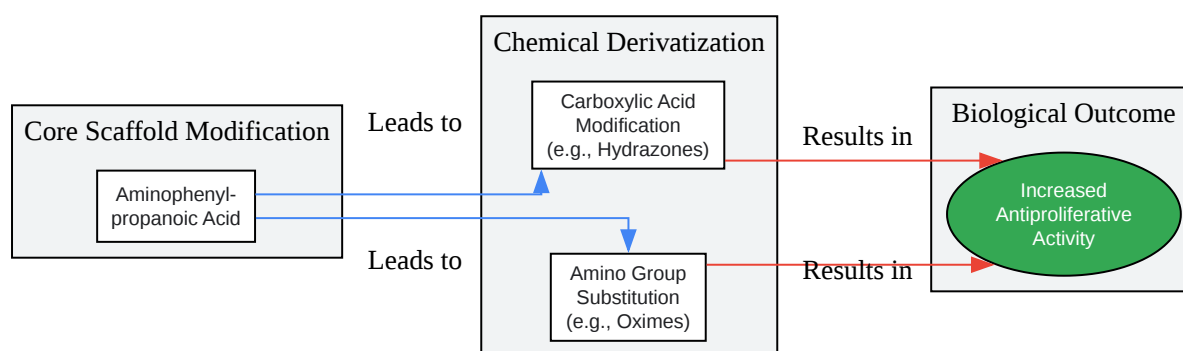 Core Scaffold Modification
Aminophenyl-
propanoic Acid
Leads to
Leads to
Chemical Derivatization
Carboxylic Acid
Modification
(e.g., Hydrazones)
Amino Group
Substitution
(e.g., Oximes)
Results in
Results in
Biological Outcome
Increased
Antiproliferative
Activity